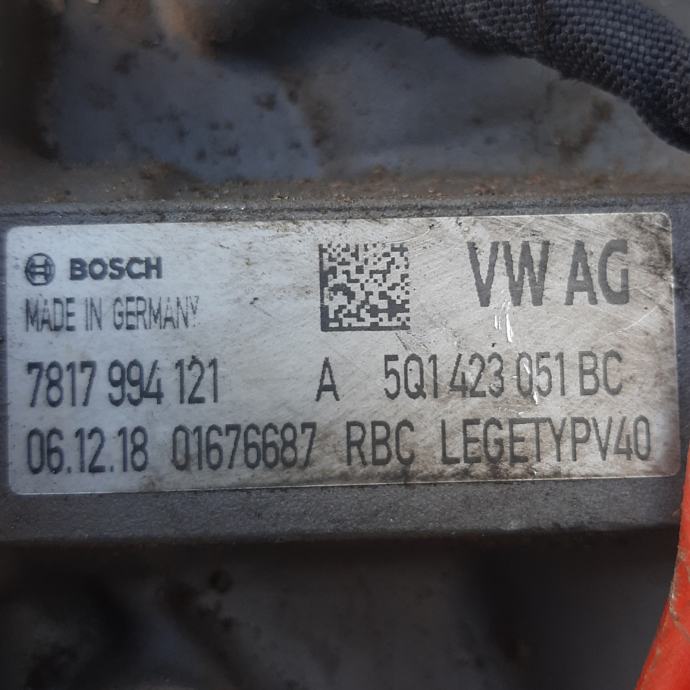 BOSCH VW AG
MADE IN GERMANY
7817 994 121 A 5Q1 423 051 BC
06.12.18 01676687 RBC LEGETYPV40